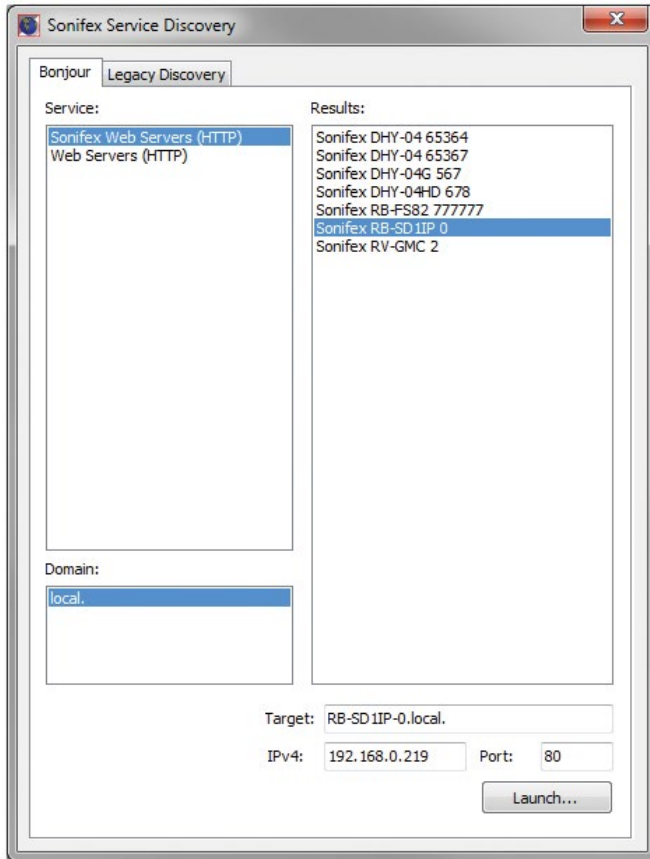 Sonifex Service Discovery
Bonjour
Legacy Discovery
Service:
Sonifex Web Servers (HTTP)
Web Servers (HTTP)
Results:
Sonifex DHY-04 65364
Sonifex DHY-04 65367
Sonifex DHY-04G 567
Sonifex DHY-04HD 678
Sonifex RB-FS82 777777
Sonifex RB-SD1IP 0
Sonifex RV-GMC 2
Domain:
local.
Target: RB-SD1IP-0.local.
IPv4: 192.168.0.219 Port: 80
Launch...